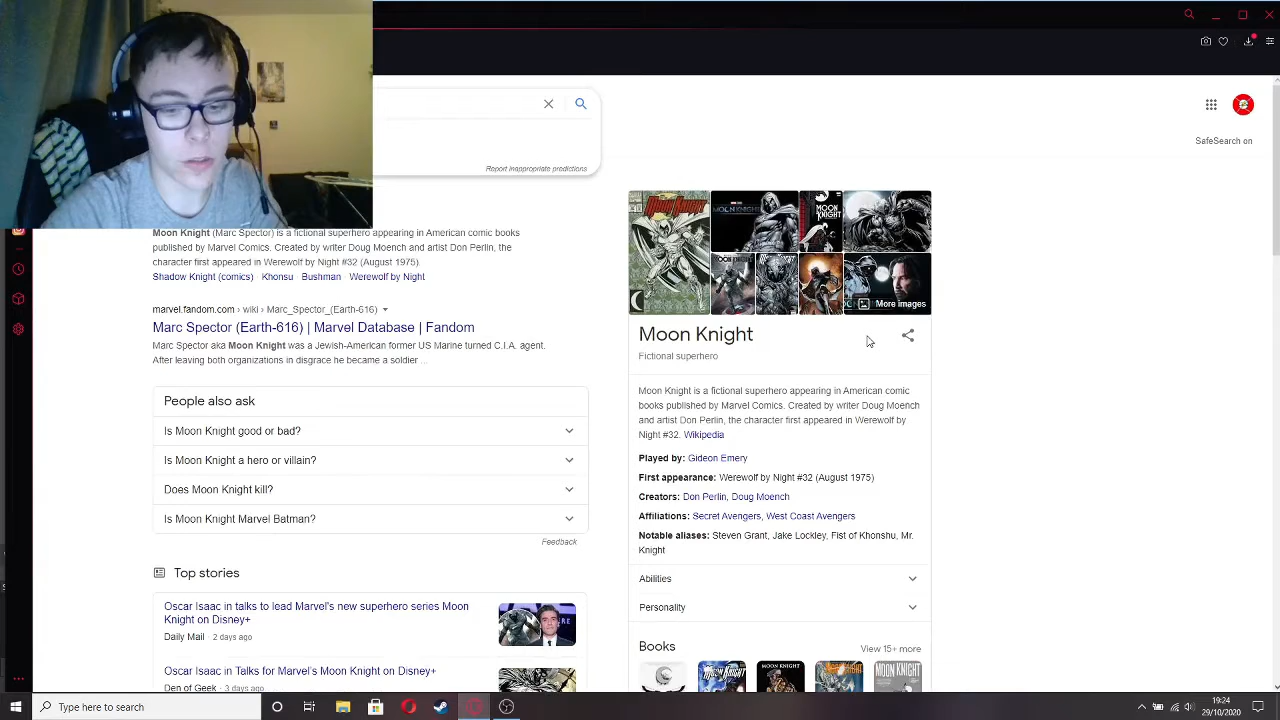 Report inappropriate predictions
SafeSearch on
Moon Knight (Marc Spector) is a fictional superhero appearing in American comic books
published by Marvel Comics. Created by writer Doug Moench and artist Don Perlin, the
character first appeared in Werewolf by Night #32 (August 1975).
Shadow Knight (comics) · Khonsu · Bushman · Werewolf by Night
marvel.fandom.com › wiki › Marc_Spector_(Earth-616)
Marc Spector (Earth-616) | Marvel Database | Fandom
Marc Spector aka Moon Knight was a Jewish-American former US Marine turned C.I.A. agent.
After leaving both organizations in disgrace he became a soldier ...
People also ask
Is Moon Knight good or bad?
Is Moon Knight a hero or villain?
Does Moon Knight kill?
Is Moon Knight Marvel Batman?
Feedback
Top stories
Oscar Isaac in talks to lead Marvel's new superhero series Moon
Knight on Disney+
Daily Mail · 2 days ago
Oscar Isaac in Talks for Marvel's Moon Knight on Disney+
Den of Geek · 3 days ago
MOON KNIGHT
MOON KNIGHT
MOON
KNIGHT
More images
Moon Knight
Fictional superhero
Moon Knight is a fictional superhero appearing in American comic
books published by Marvel Comics. Created by writer Doug Moench
and artist Don Perlin, the character first appeared in Werewolf by
Night #32. Wikipedia
Played by: Gideon Emery
First appearance: Werewolf by Night #32 (August 1975)
Creators: Don Perlin, Doug Moench
Affiliations: Secret Avengers, West Coast Avengers
Notable aliases: Steven Grant, Jake Lockley, Fist of Khonshu, Mr.
Knight
Abilities
Personality
Books
View 15+ more
MOON KNIGHT
MOON KNIGHT
MOON KNIGHT
Type here to search
19:24
29/10/2020